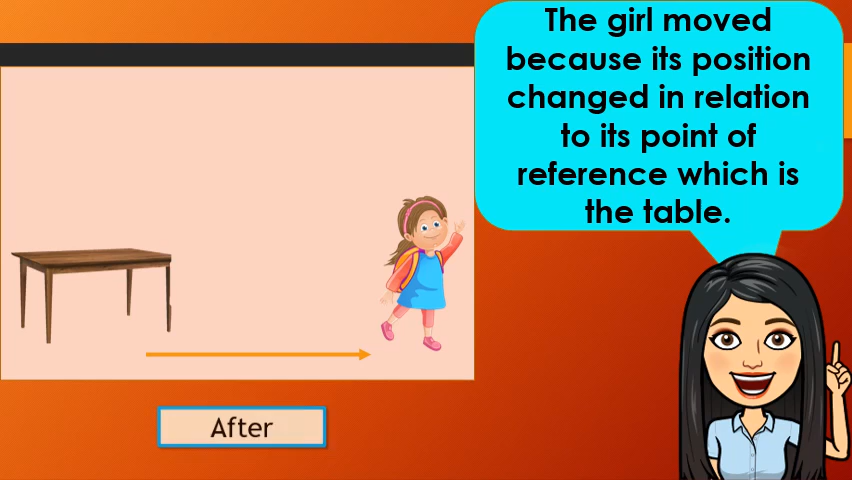 The girl moved
because its position
changed in relation
to its point of
reference which is
the table.
After